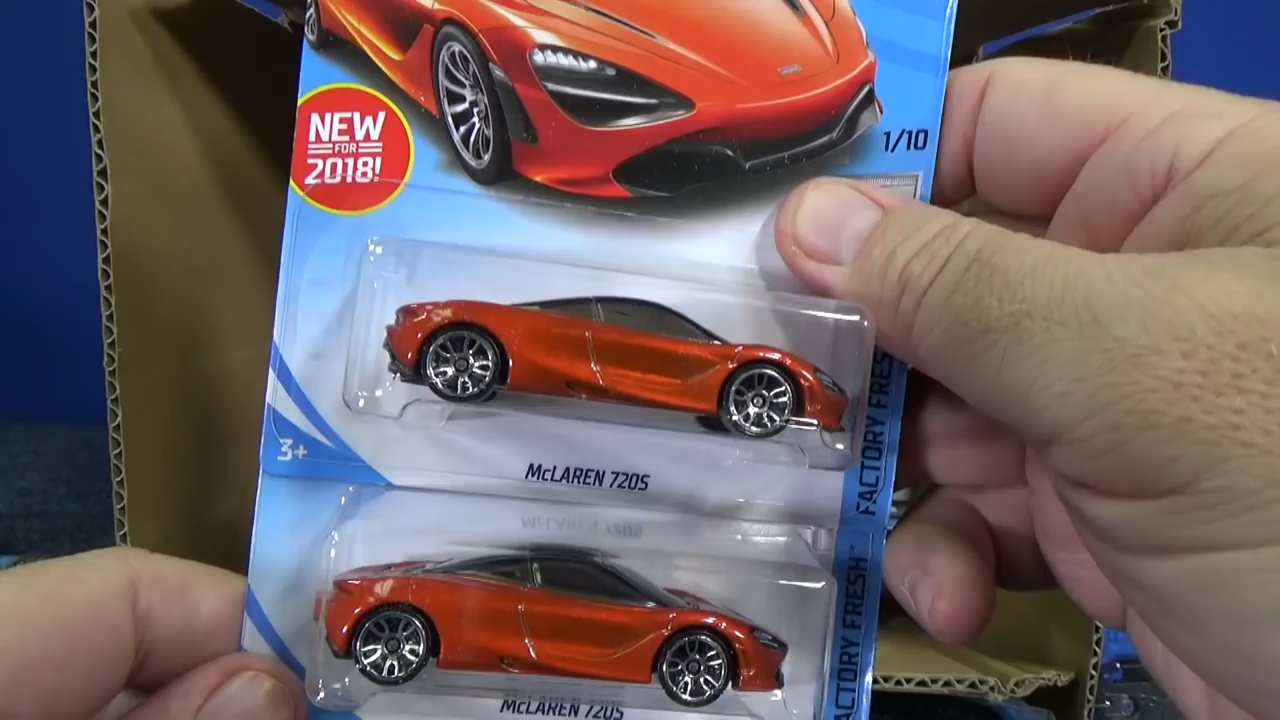 NEW
FOR
2018!
1/10
3+
McLAREN 720S
FACTORY FRESH
McLAREN 720S
FACTORY FRESH